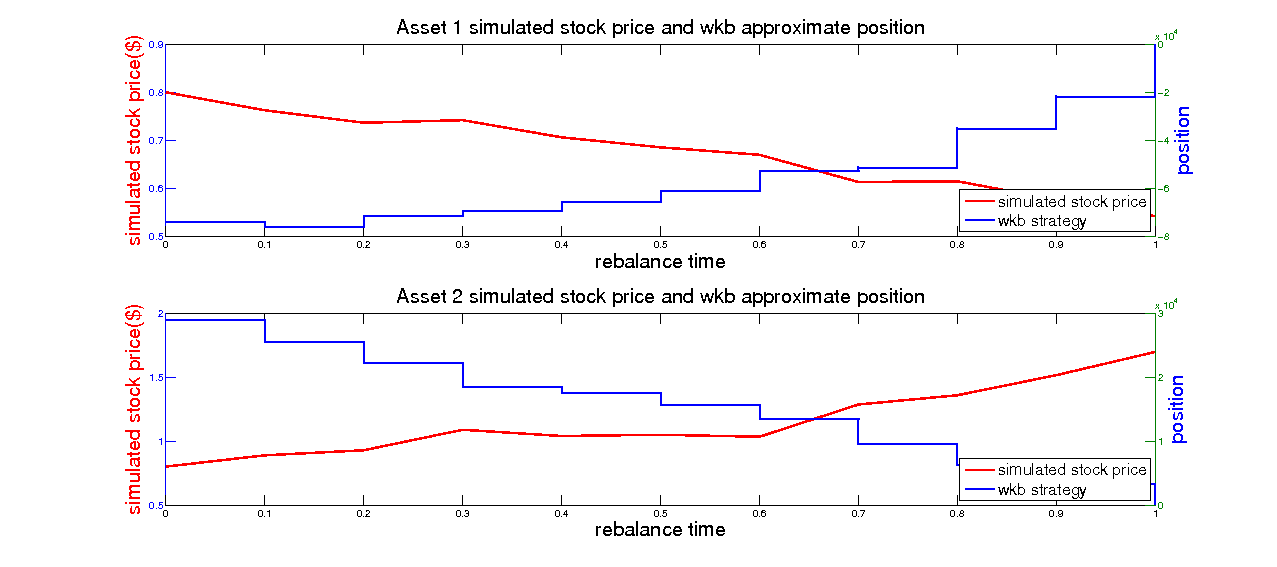 Asset 1 simulated stock price and wkb approximate position
x 10^4
simulated stock price($)
0.9
0.8
0.7
0.6
0.5
0
-2
-4
-6
-8
position
simulated stock price
wkb strategy
0 0.1 0.2 0.3 0.4 0.5 0.6 0.7 0.8 0.9 1
rebalance time
Asset 2 simulated stock price and wkb approximate position
x 10^4
simulated stock price($)
2
1.5
1
0.5
3
2
1
0
position
simulated stock price
wkb strategy
0 0.1 0.2 0.3 0.4 0.5 0.6 0.7 0.8 0.9 1
rebalance time